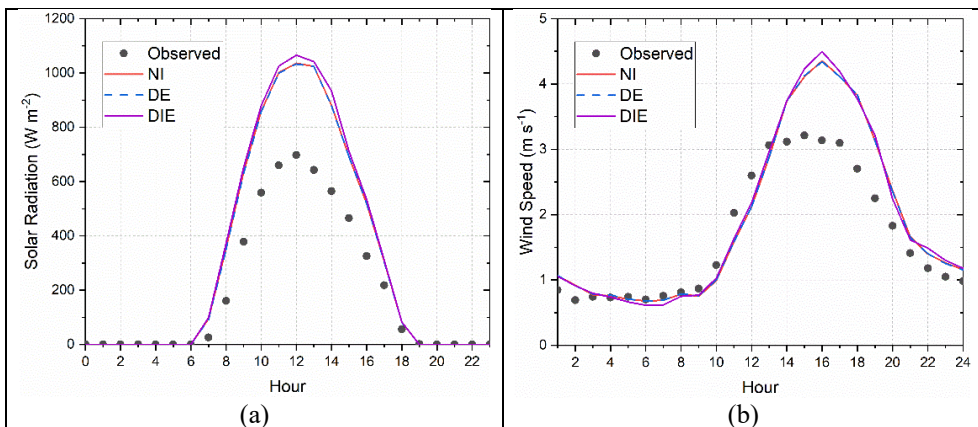 Observed
NI
DE
DIE
Solar Radiation (W m⁻²)
1200
1000
800
600
400
200
0
0 2 4 6 8 10 12 14 16 18 20 22
Hour
(a)
Observed
NI
DE
DIE
Wind Speed (m s⁻¹)
5
4
3
2
1
0
2 4 6 8 10 12 14 16 18 20 22 24
Hour
(b)